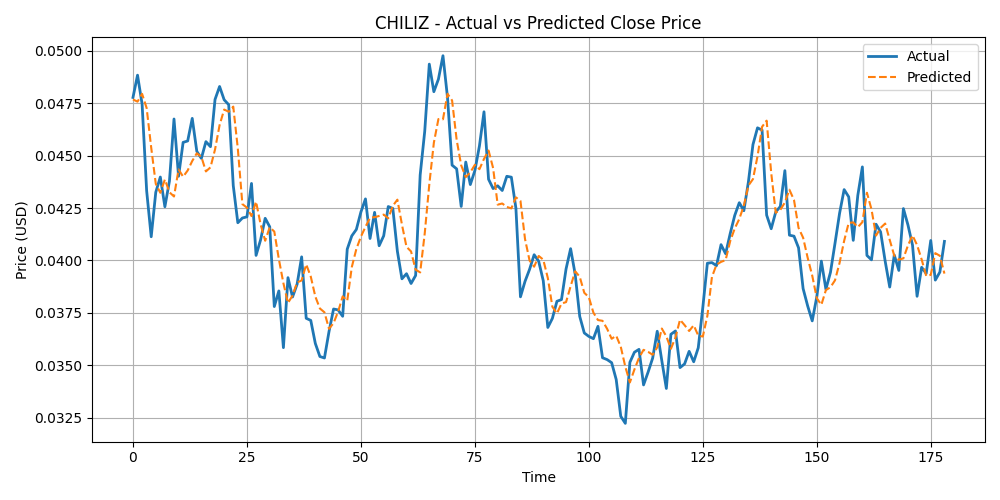 CHILIZ - Actual vs Predicted Close Price
Actual
Predicted
0.0500
0.0475
0.0450
0.0425
0.0400
0.0375
0.0350
0.0325
Price (USD)
0 25 50 75 100 125 150 175
Time